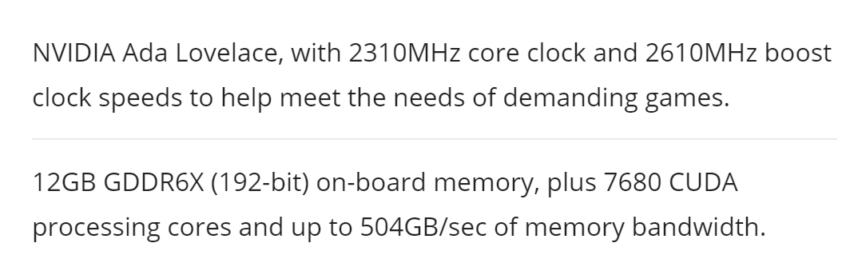 NVIDIA Ada Lovelace, with 2310MHz core clock and 2610MHz boost
clock speeds to help meet the needs of demanding games.
12GB GDDR6X (192-bit) on-board memory, plus 7680 CUDA
processing cores and up to 504GB/sec of memory bandwidth.